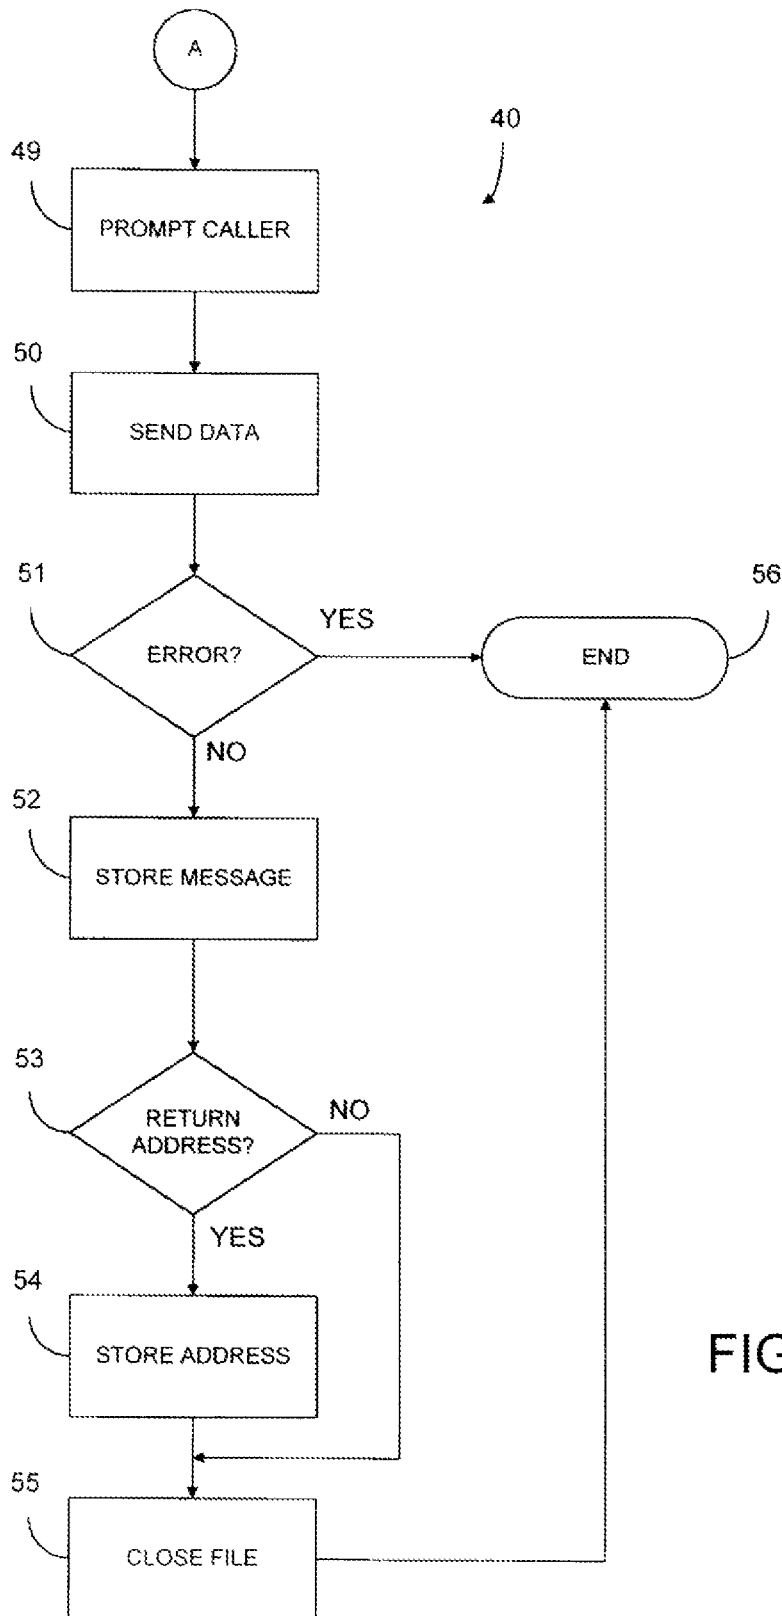 A
40
49
PROMPT CALLER
50
SEND DATA
51
ERROR?
YES
56
END
NO
52
STORE MESSAGE
53
RETURN
ADDRESS?
NO
YES
54
STORE ADDRESS
FIG
55
CLOSE FILE